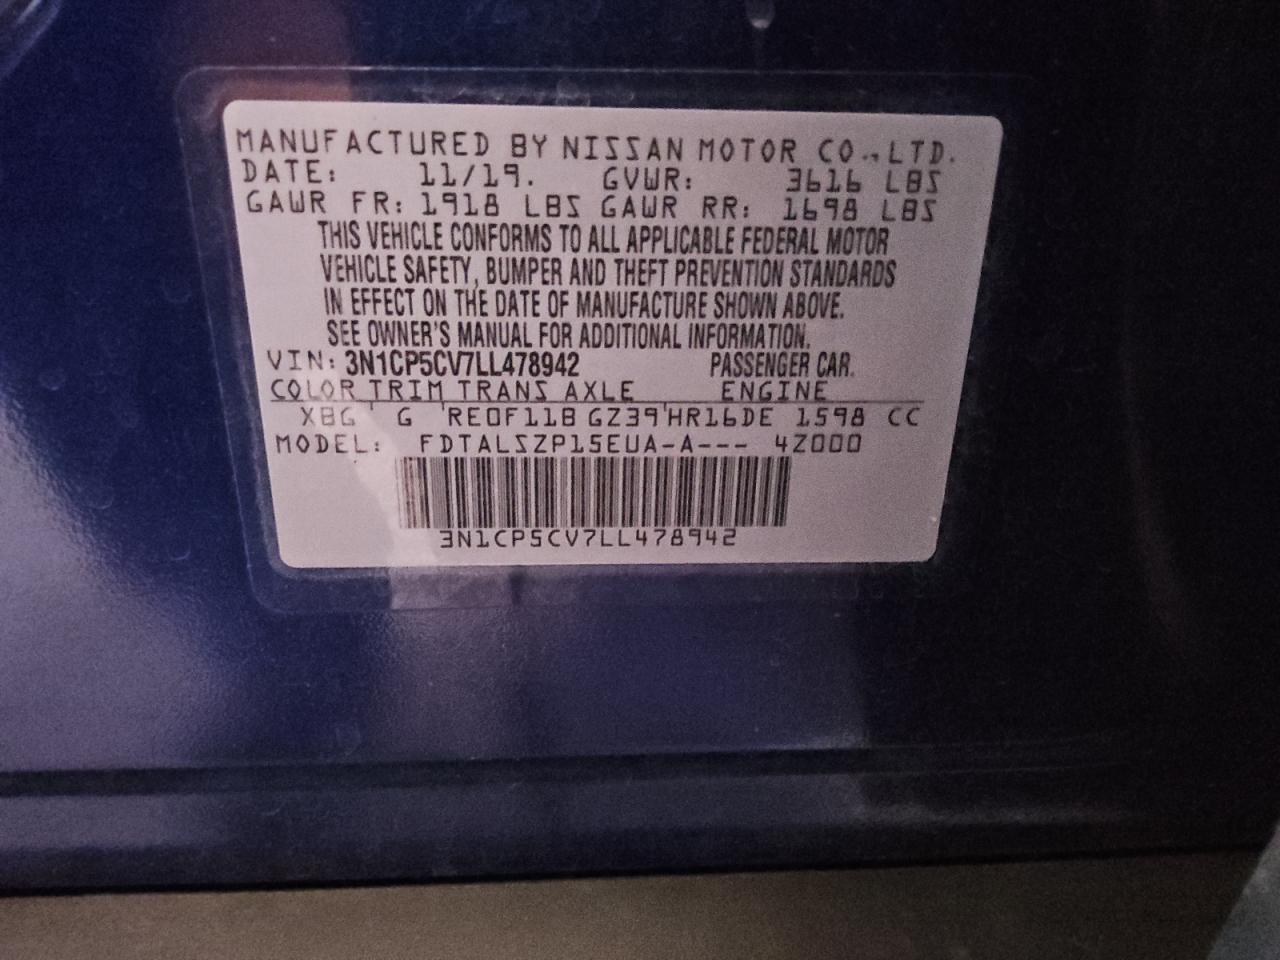 MANUFACTURED BY NISSAN MOTOR CO.,LTD.
DATE: 11/19. GVWR: 3616 LBS
GAWR FR: 1918 LBS GAWR RR: 1698 LBS
THIS VEHICLE CONFORMS TO ALL APPLICABLE FEDERAL MOTOR
VEHICLE SAFETY, BUMPER AND THEFT PREVENTION STANDARDS
IN EFFECT ON THE DATE OF MANUFACTURE SHOWN ABOVE.
SEE OWNER'S MANUAL FOR ADDITIONAL INFORMATION.
VIN: 3N1CP5CV7LL478942 PASSENGER CAR.
COLOR TRIM TRANS AXLE ENGINE
XBG G RE0F11B GZ39 HR16DE 1598 CC
MODEL: FDTALSZP15EUA-A--- 4Z000
3N1CP5CV7LL478942